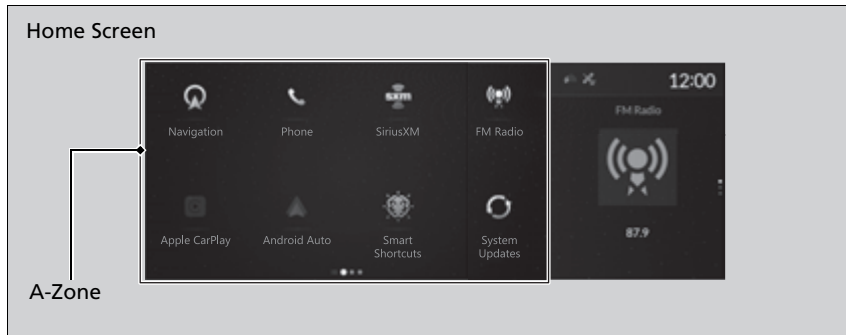 Home Screen
12:00
Navigation
Phone
SiriusXM
FM Radio
sxm
FM Radio
Apple CarPlay
Android Auto
Smart
Shortcuts
System
Updates
87.9
A-Zone